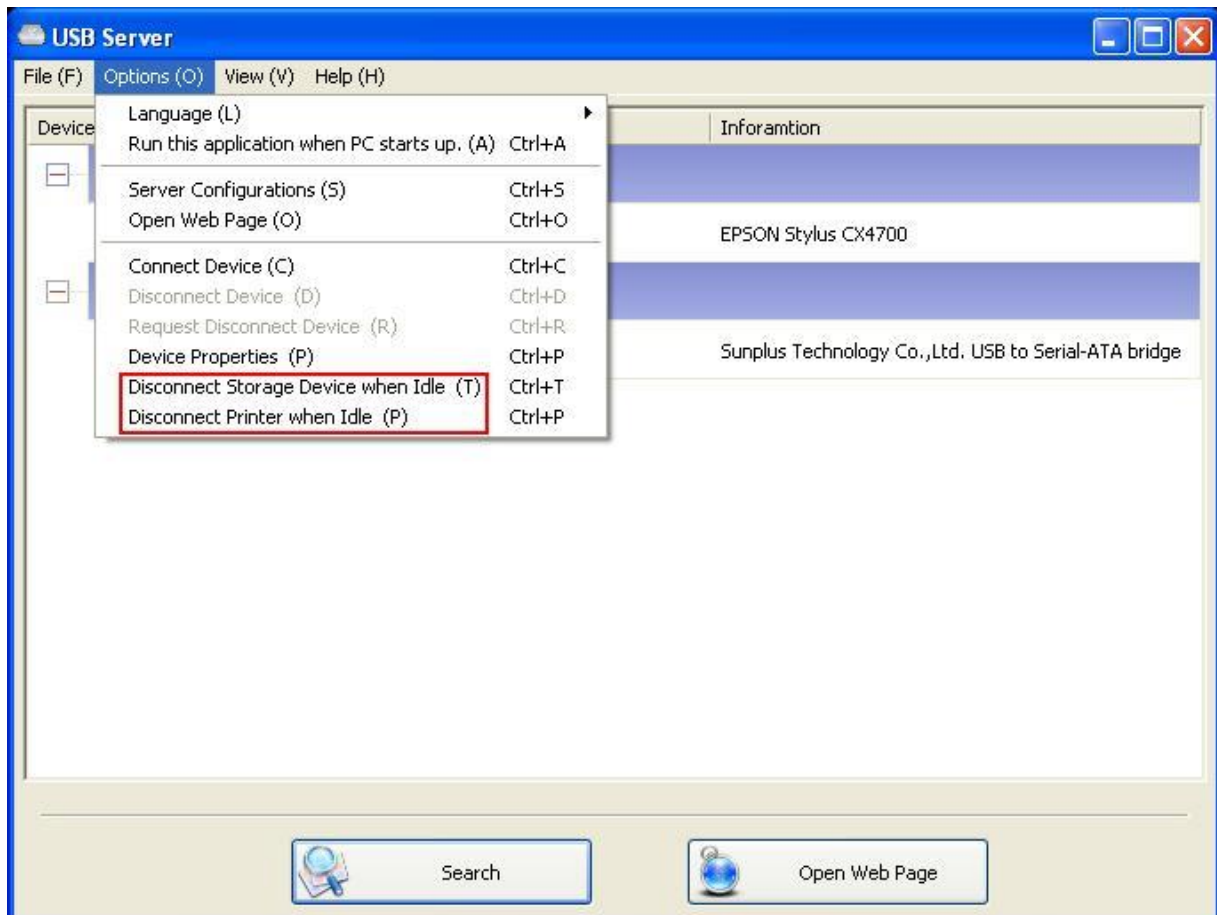 USB Server
File (F) Options (O) View (V) Help (H)
Device Inforamtion
Language (L)
Run this application when PC starts up. (A) Ctrl+A
Server Configurations (S) Ctrl+S
Open Web Page (O) Ctrl+O
EPSON Stylus CX4700
Connect Device (C) Ctrl+C
Disconnect Device (D) Ctrl+D
Request Disconnect Device (R) Ctrl+R
Device Properties (P) Ctrl+P
Sunplus Technology Co.,Ltd. USB to Serial-ATA bridge
Disconnect Storage Device when Idle (T) Ctrl+T
Disconnect Printer when Idle (P) Ctrl+P
Search Open Web Page